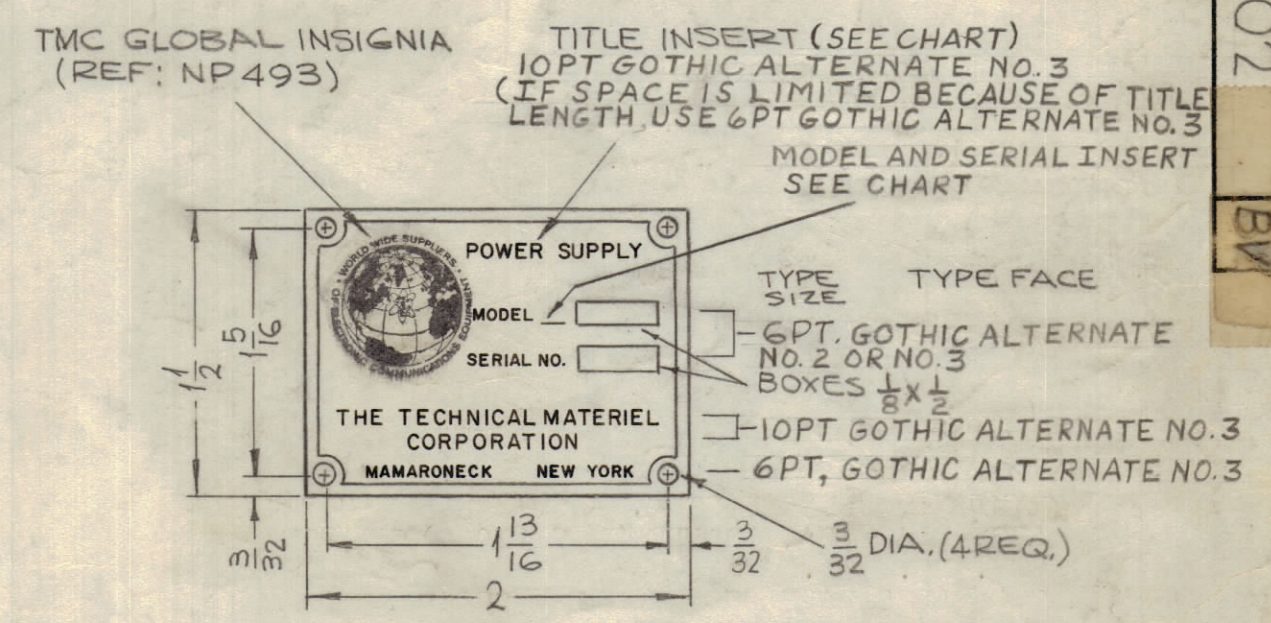 TMC GLOBAL INSIGNIA
(REF: NP493)
TITLE INSERT (SEE CHART)
10PT GOTHIC ALTERNATE NO. 3
(IF SPACE IS LIMITED BECAUSE OF TITLE
LENGTH USE 6PT GOTHIC ALTERNATE NO. 3
MODEL AND SERIAL INSERT
SEE CHART
02
BY
WORLD WIDE SUPPLIERS
OF ELECTRONIC COMMUNICATIONS EQUIPMENT
POWER SUPPLY
MODEL
SERIAL NO.
THE TECHNICAL MATERIEL
CORPORATION
MAMARONECK NEW YORK
TYPE SIZE
TYPE FACE
6PT. GOTHIC ALTERNATE
NO. 2 OR NO. 3
BOXES 1/8 X 1/2
10PT GOTHIC ALTERNATE NO. 3
6PT, GOTHIC ALTERNATE NO. 3
1 1/2
1 5/16
3/32
1 13/16
3/32
3/32 DIA. (4 REQ.)
2